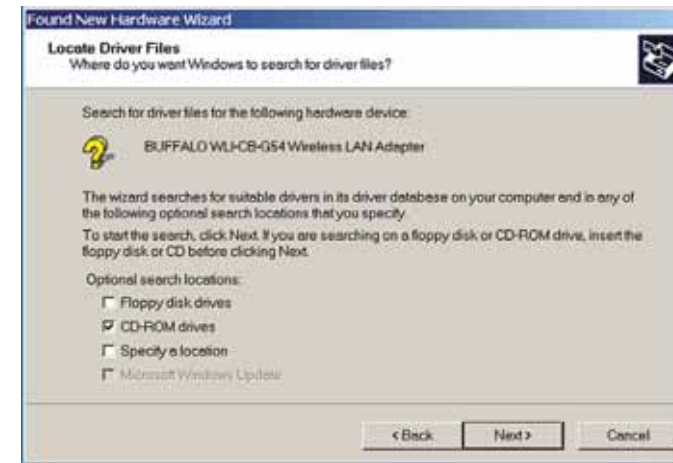 Found New Hardware Wizard
Locate Driver Files
Where do you want Windows to search for driver files?
Search for driver files for the following hardware device:
BUFFALO WLI-CB-G54 Wireless LAN Adapter
The wizard searches for suitable drivers in its driver database on your computer and in any of
the following optional search locations that you specify.
To start the search, click Next. If you are searching on a floppy disk or CD-ROM drive, insert the
floppy disk or CD before clicking Next.
Optional search locations:
Floppy disk drives
CD-ROM drives
Specify a location
Microsoft Windows Update
< Back
Next >
Cancel